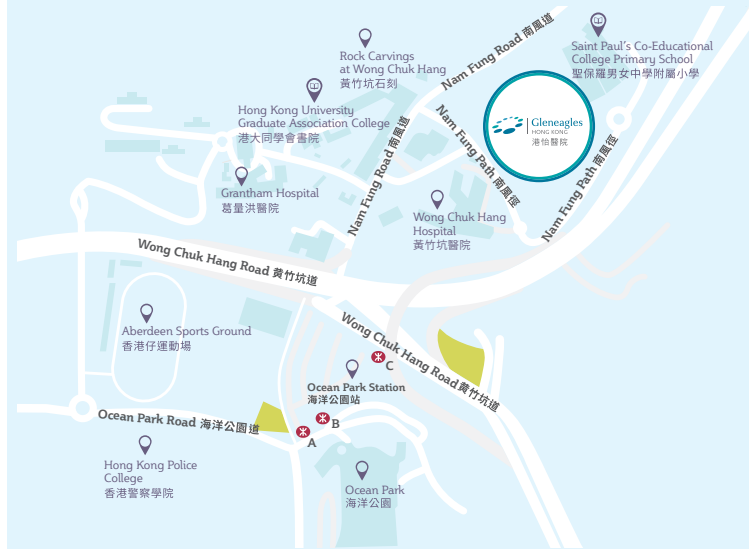 Rock Carvings
at Wong Chuk Hang
黃竹坑石刻
Nam Fung Road 南風道
Saint Paul's Co-Educational
College Primary School
聖保羅男女中學附屬小學
Hong Kong University
Graduate Association College
港大同學會書院
Gleneagles
HONG KONG
港怡醫院
Nam Fung Road 南風道
Nam Fung Path 南風徑
Nam Fung Path 南風徑
Grantham Hospital
葛量洪醫院
Wong Chuk Hang
Hospital
黃竹坑醫院
Wong Chuk Hang Road 黄竹坑道
Aberdeen Sports Ground
香港仔運動場
Wong Chuk Hang Road 黄竹坑道
C
Ocean Park Station
海洋公園站
Ocean Park Road 海洋公園道
B
A
Hong Kong Police
College
香港警察學院
Ocean Park
海洋公園